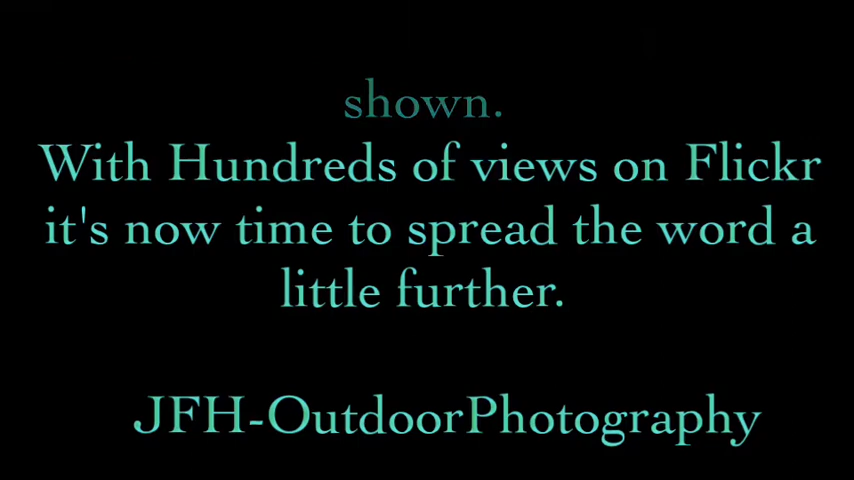 shown.
With Hundreds of views on Flickr
it's now time to spread the word a
little further.
JFH-OutdoorPhotography